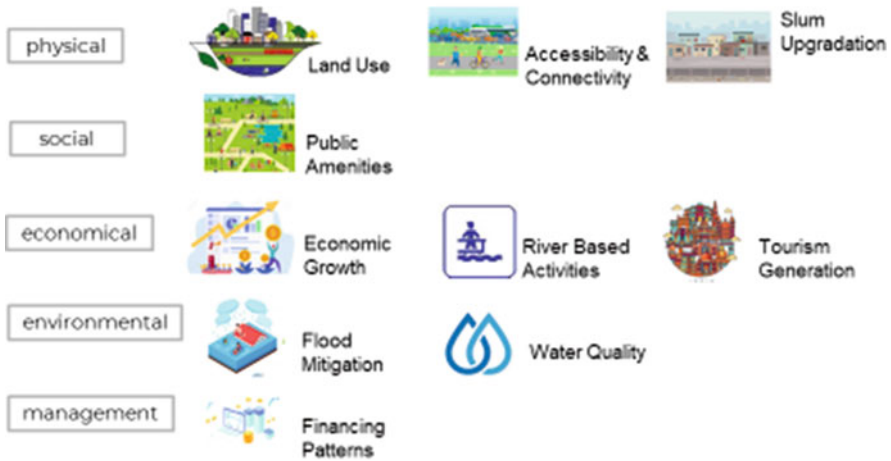 physical
Land Use
Accessibility &
Connectivity
Slum
Upgradation
social
Public
Amenities
economical
Economic
Growth
River Based
Activities
Tourism
Generation
environmental
Flood
Mitigation
Water Quality
management
Financing
Patterns